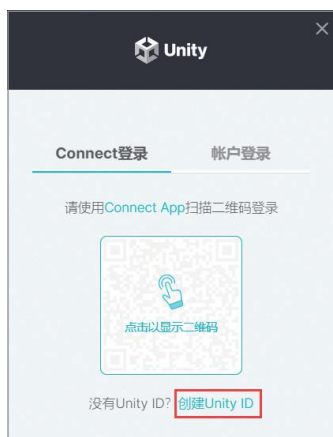 Unity
Connect登录 帐户登录
请使用Connect App扫描二维码登录
点击以显示二维码
没有Unity ID? 创建Unity ID